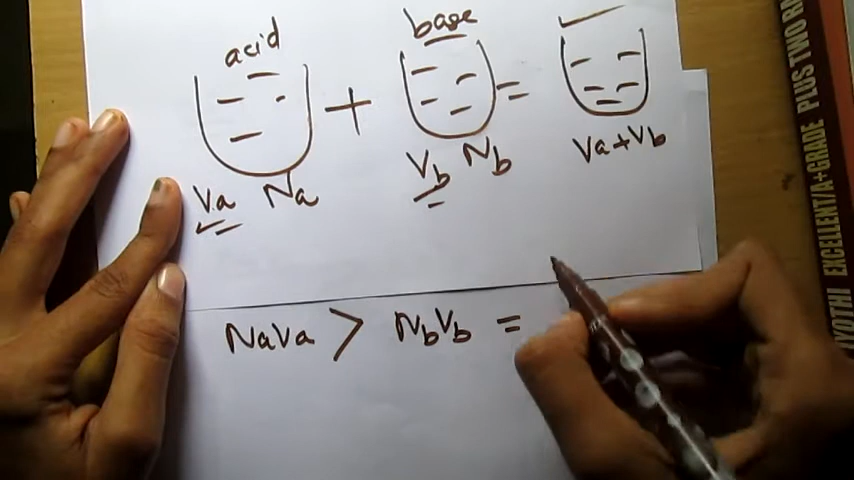 acid + base =
Va Na Vb Nb Va+Vb
NaVa > NbVb =
JYOTHI EXCELLENT/A+GRADE PLUS TWO